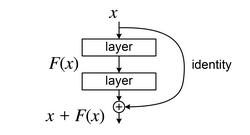 x
layer
F(x)
identity
layer
x + F(x)